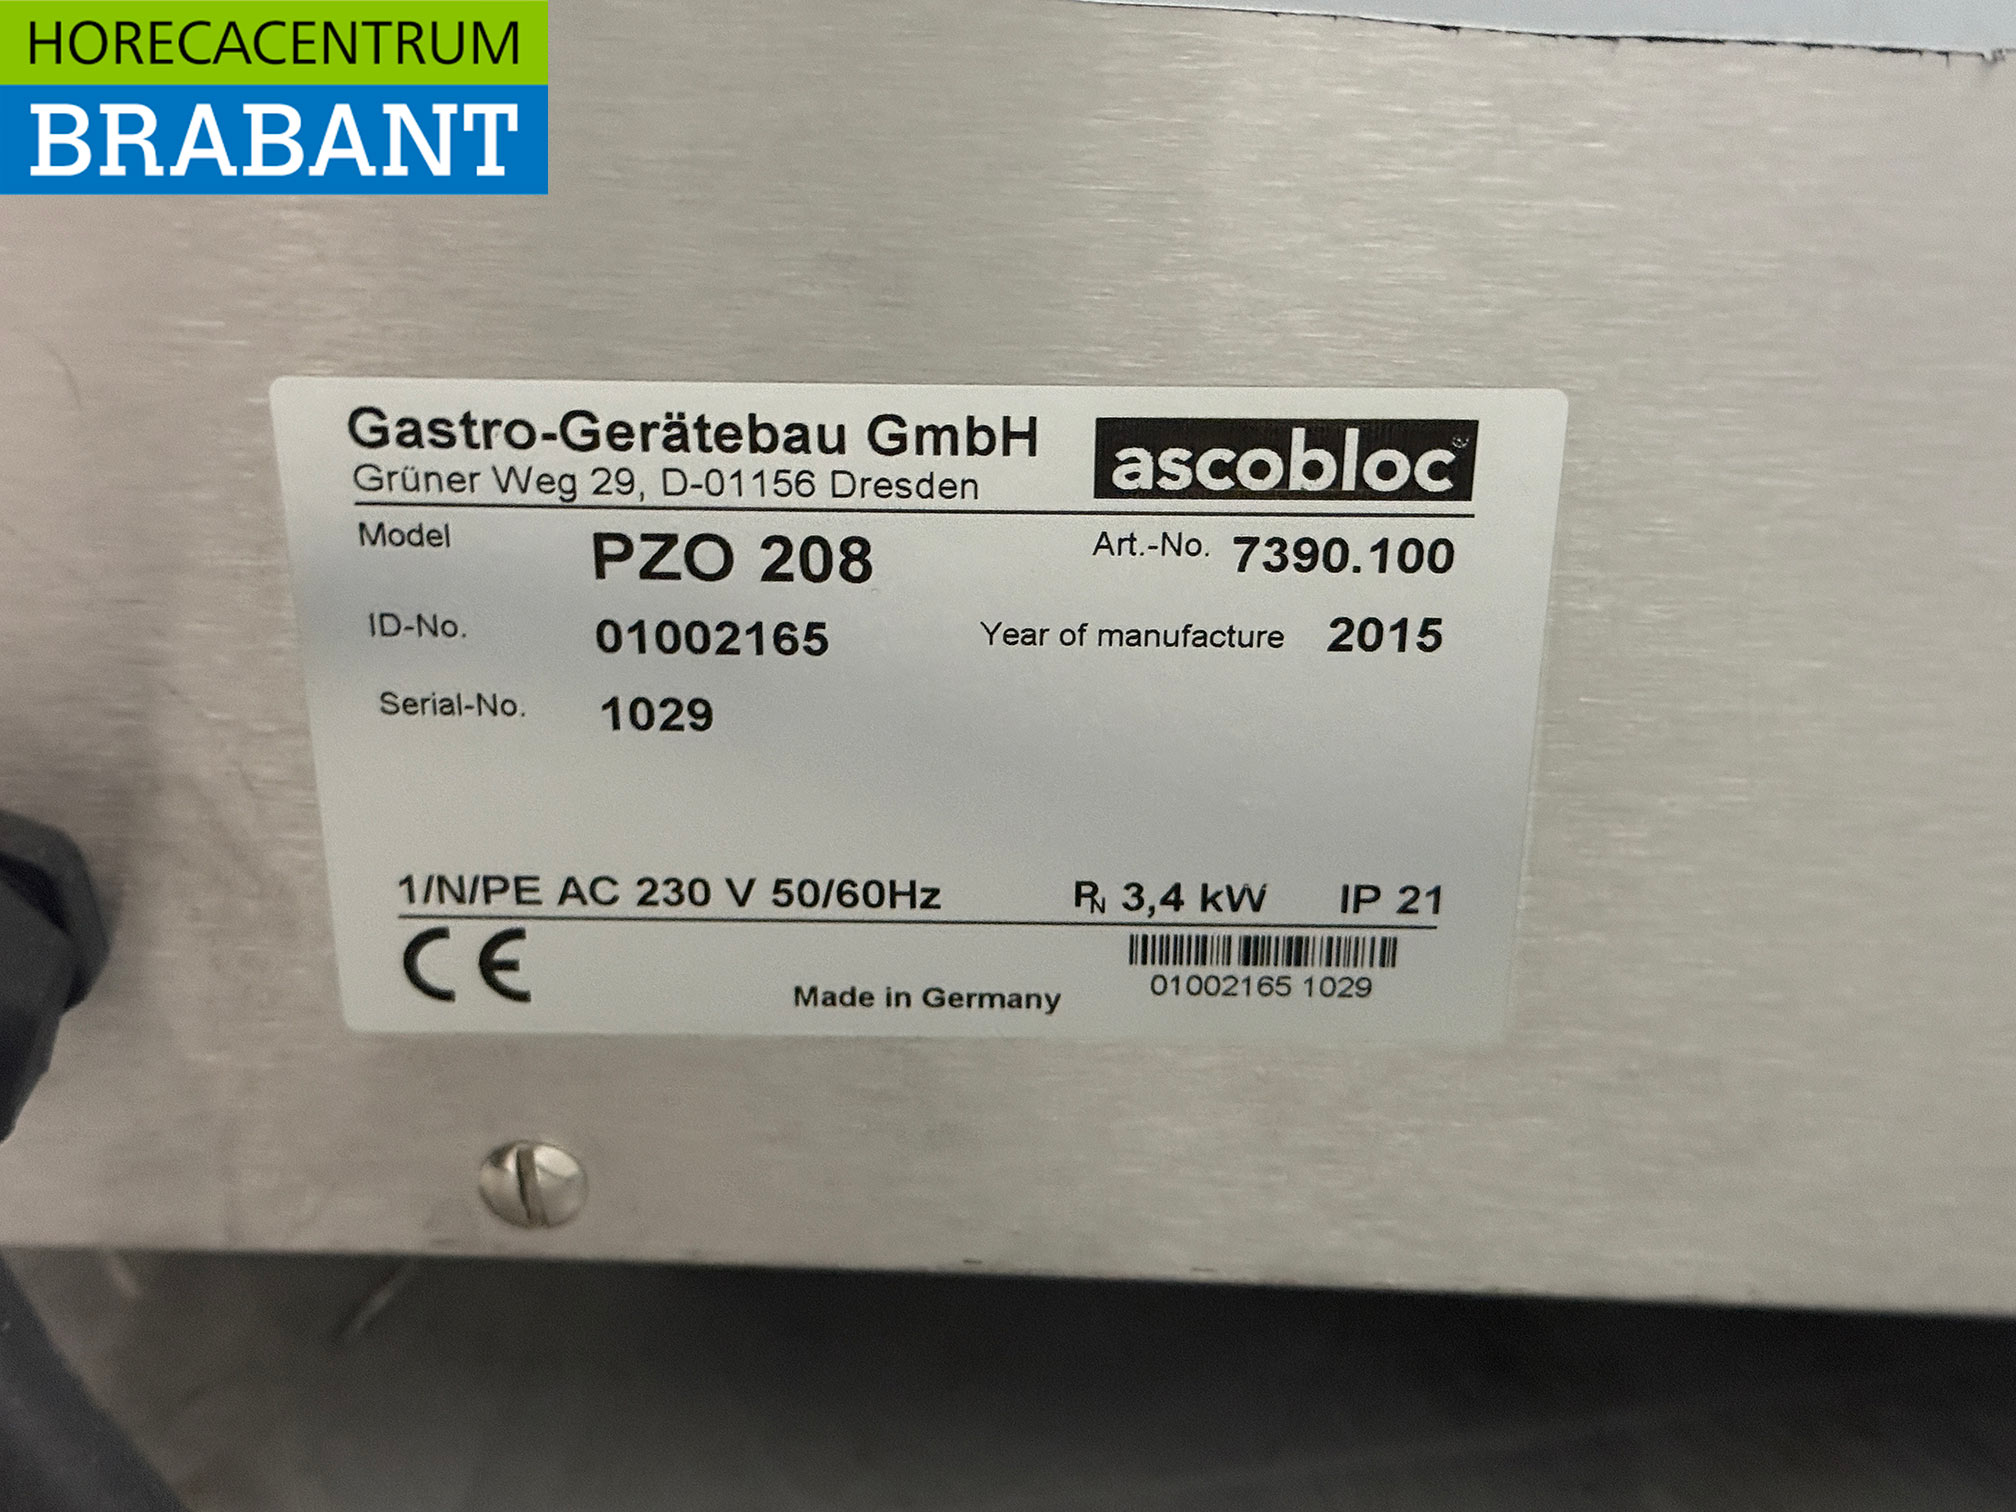 HORECACENTRUM
BRABANT
Gastro-Gerätebau GmbH
Grüner Weg 29, D-01156 Dresden
ascobloc
Model PZO 208 Art.-No. 7390.100
ID-No. 01002165 Year of manufacture 2015
Serial-No. 1029
1/N/PE AC 230 V 50/60Hz PN 3,4 kW IP 21
CE
Made in Germany
01002165 1029